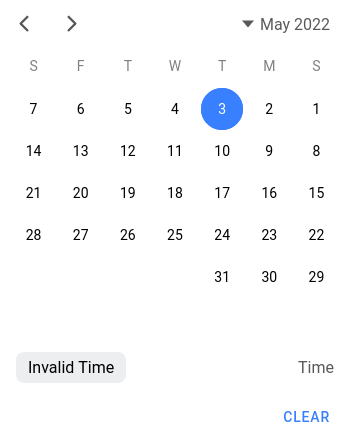 May 2022
S F T W T M S
7 6 5 4 3 2 1
14 13 12 11 10 9 8
21 20 19 18 17 16 15
28 27 26 25 24 23 22
31 30 29
Invalid Time Time
CLEAR